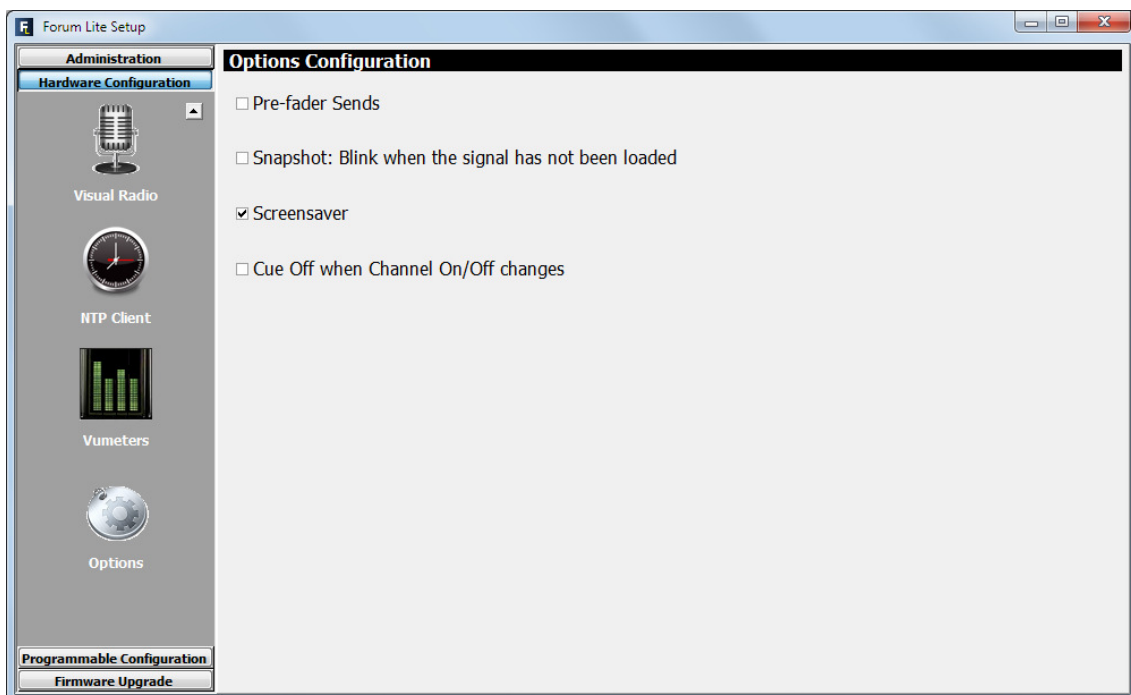 Forum Lite Setup
Administration
Hardware Configuration
Visual Radio
NTP Client
Vumeters
Options
Programmable Configuration
Firmware Upgrade
Options Configuration
Pre-fader Sends
Snapshot: Blink when the signal has not been loaded
Screensaver
Cue Off when Channel On/Off changes